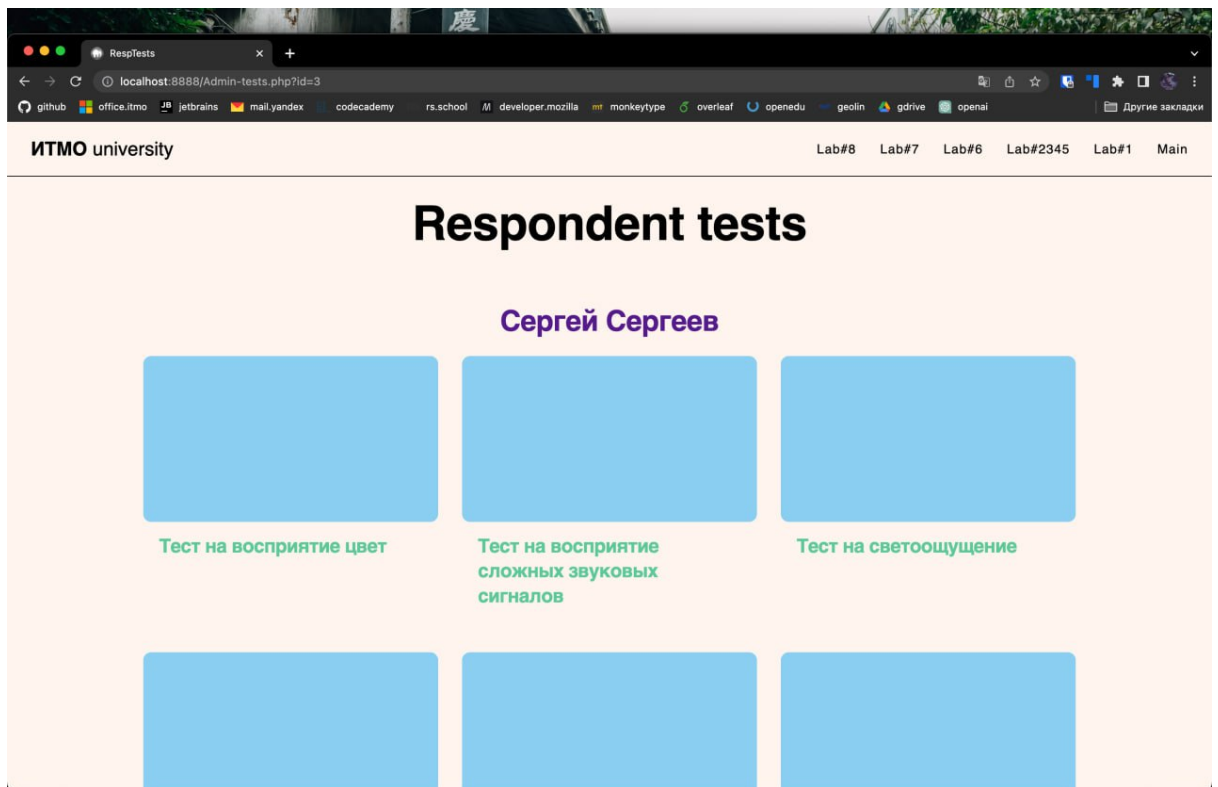 慶
RespTests
localhost:8888/Admin-tests.php?id=3
github office.itmo jetbrains mail.yandex codecademy rs.school developer.mozilla monkeytype overleaf openedu geolin gdrive openai Другие закладки
ИТМО university Lab#8 Lab#7 Lab#6 Lab#2345 Lab#1 Main
Respondent tests
Сергей Сергеев
Тест на восприятие цвет
Тест на восприятие
сложных звуковых
сигналов
Тест на светоощущение